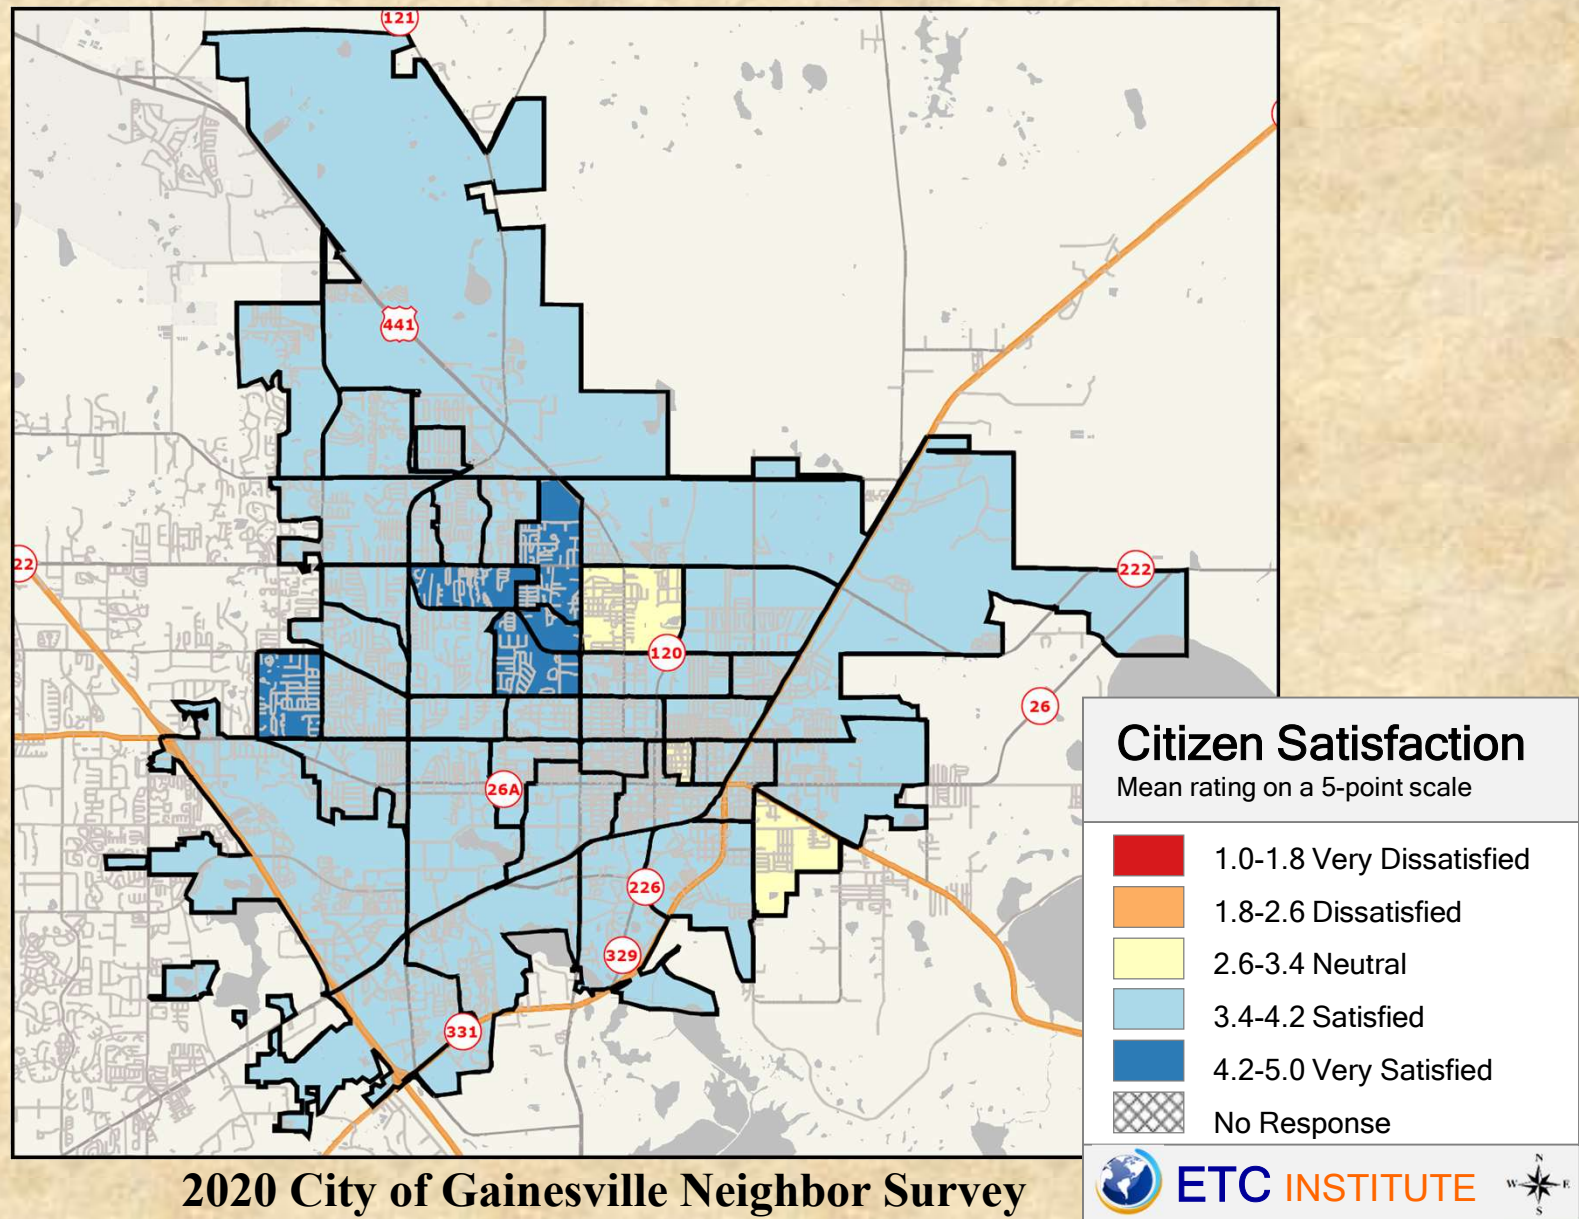 121
441
22
222
120
26
26A
226
329
331
Citizen Satisfaction
Mean rating on a 5-point scale
1.0-1.8 Very Dissatisfied
1.8-2.6 Dissatisfied
2.6-3.4 Neutral
3.4-4.2 Satisfied
4.2-5.0 Very Satisfied
No Response
2020 City of Gainesville Neighbor Survey
ETC INSTITUTE
N
W E
S